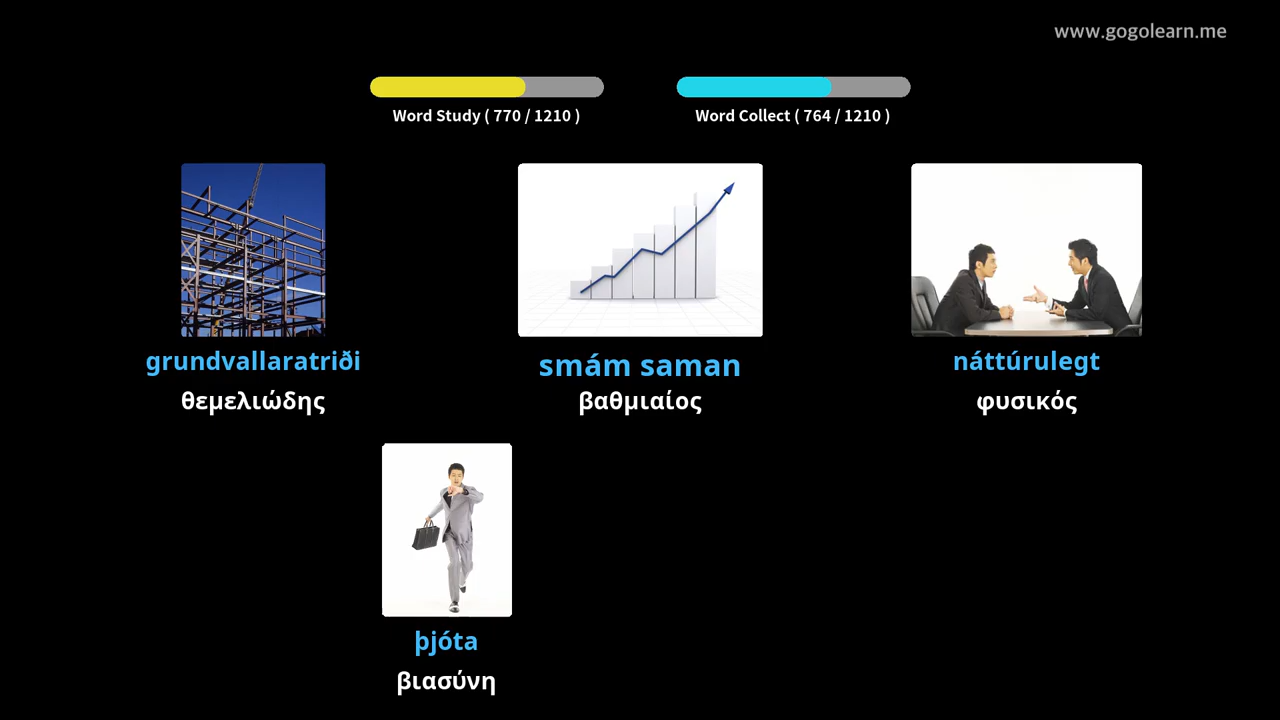 www.gogolearn.me
Word Study ( 770 / 1210 )
Word Collect ( 764 / 1210 )
grundvallaratriði
smám saman
náttúrulegt
θεμελιώδης
βαθμιαίος
φυσικός
þjóta
βιασύνη